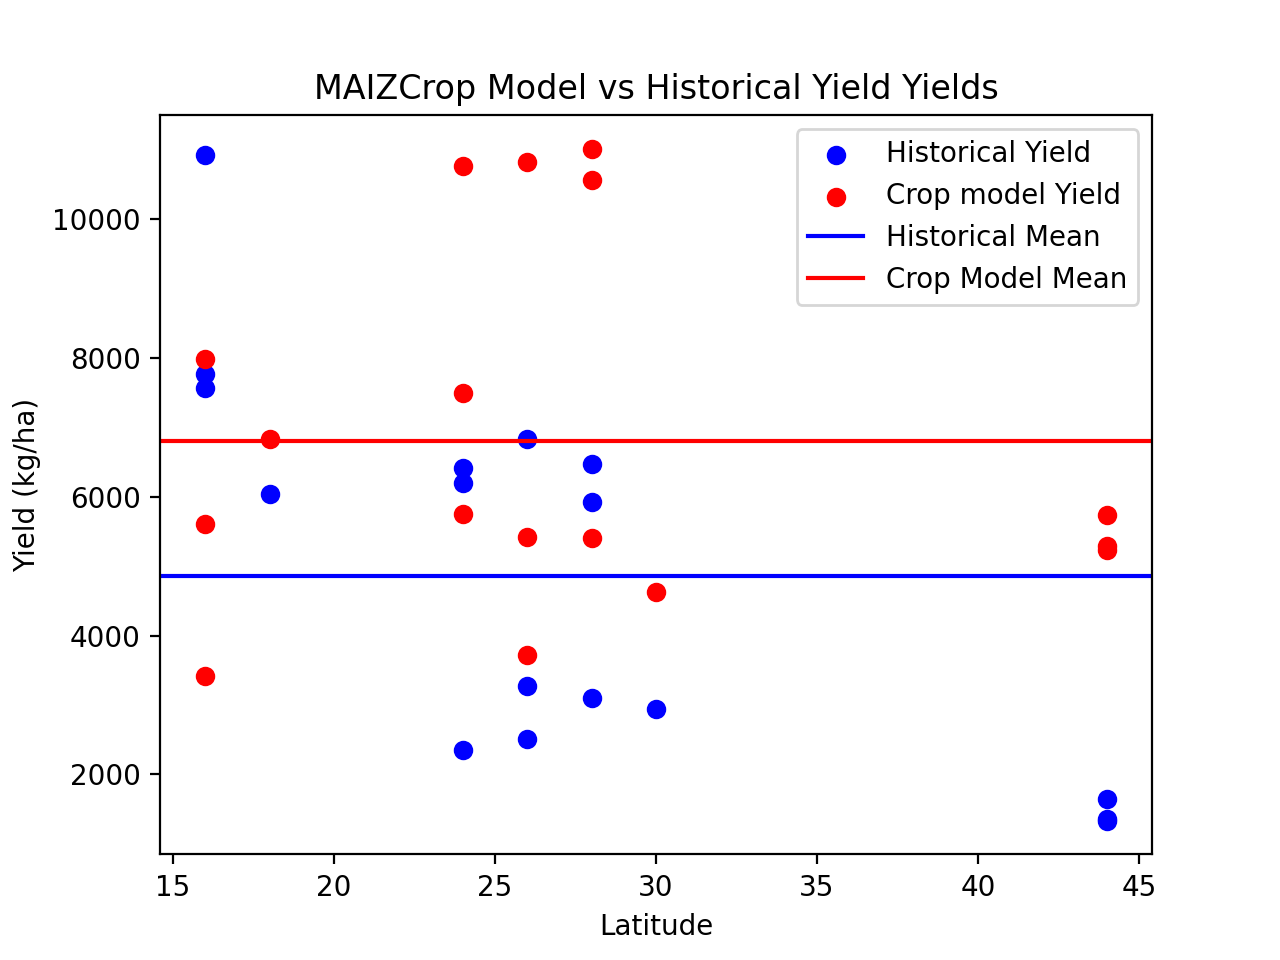 MAIZCrop Model vs Historical Yield Yields
Historical Yield
Crop model Yield
Historical Mean
Crop Model Mean
Yield (kg/ha)
10000
8000
6000
4000
2000
15 20 25 30 35 40 45
Latitude